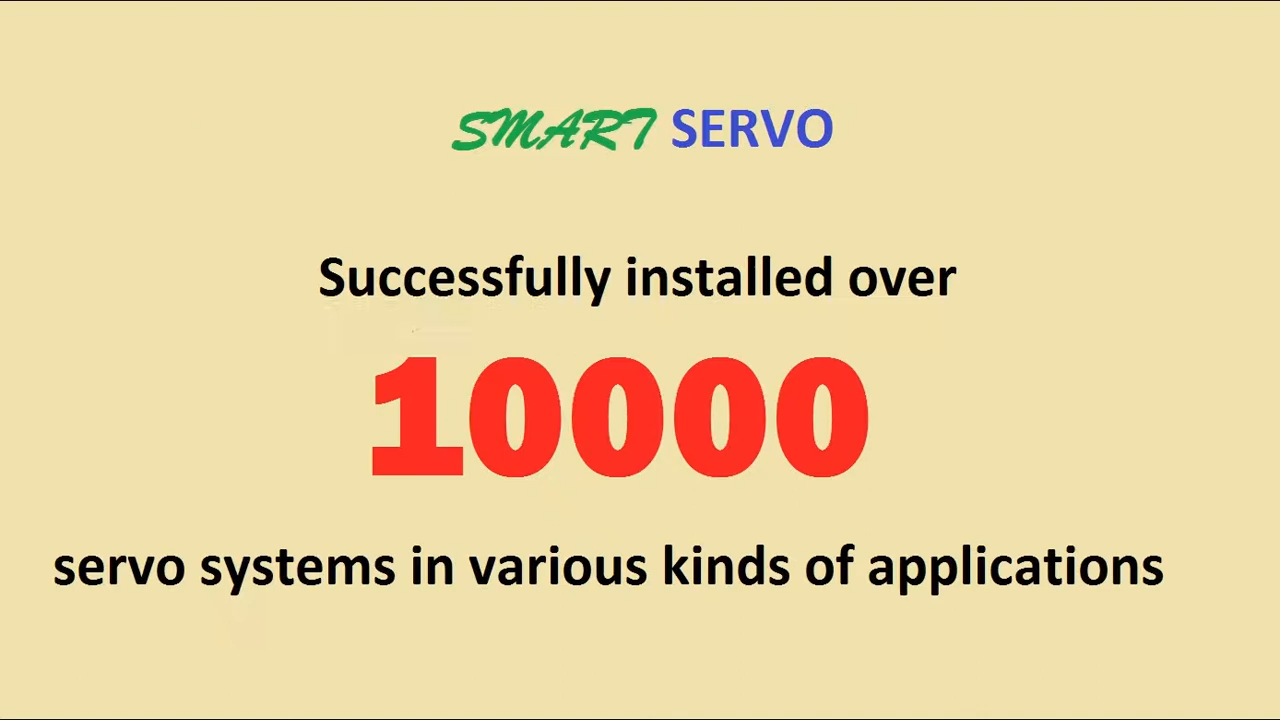 SMART SERVO
Successfully installed over
10000
servo systems in various kinds of applications